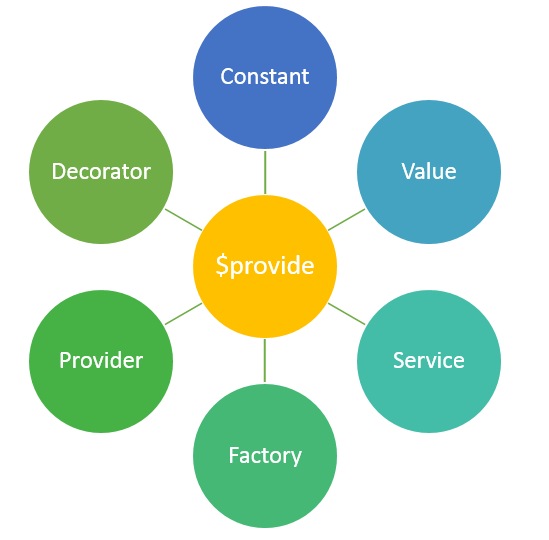 Constant
Decorator
Value
$provide
Provider
Service
Factory